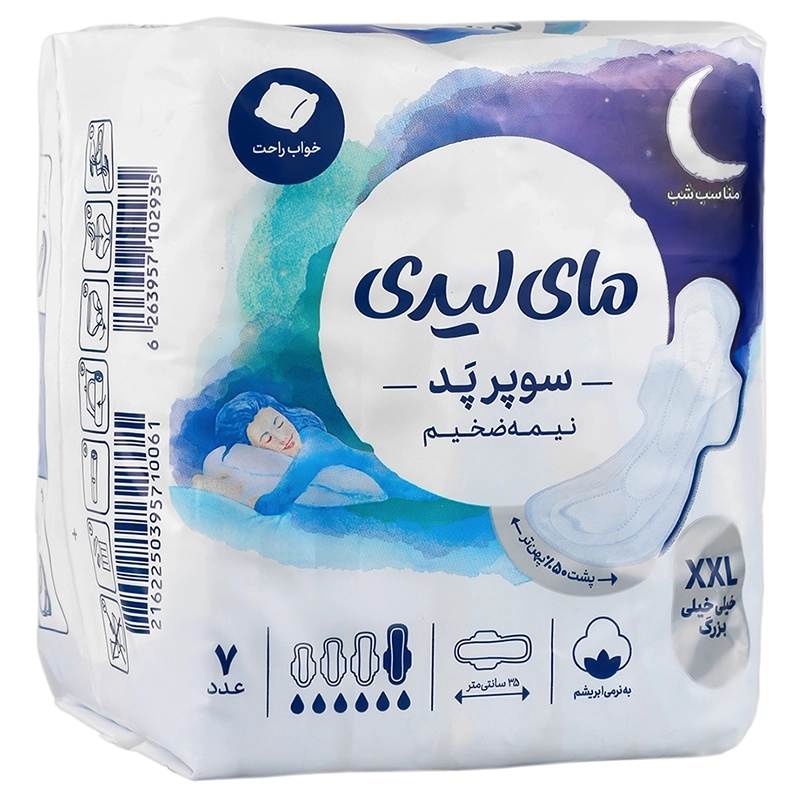 خواب راحت
مناسب شب
مای لیدی
سوپر پَد
نیمه ضخیم
پشت ۵۰٪ پهن‌تر
XXL
خیلی خیلی
بزرگ
۷
عدد
۳۵ سانتی‌متر
به نرمی ابریشم
6 263957 102935
2162250395710061